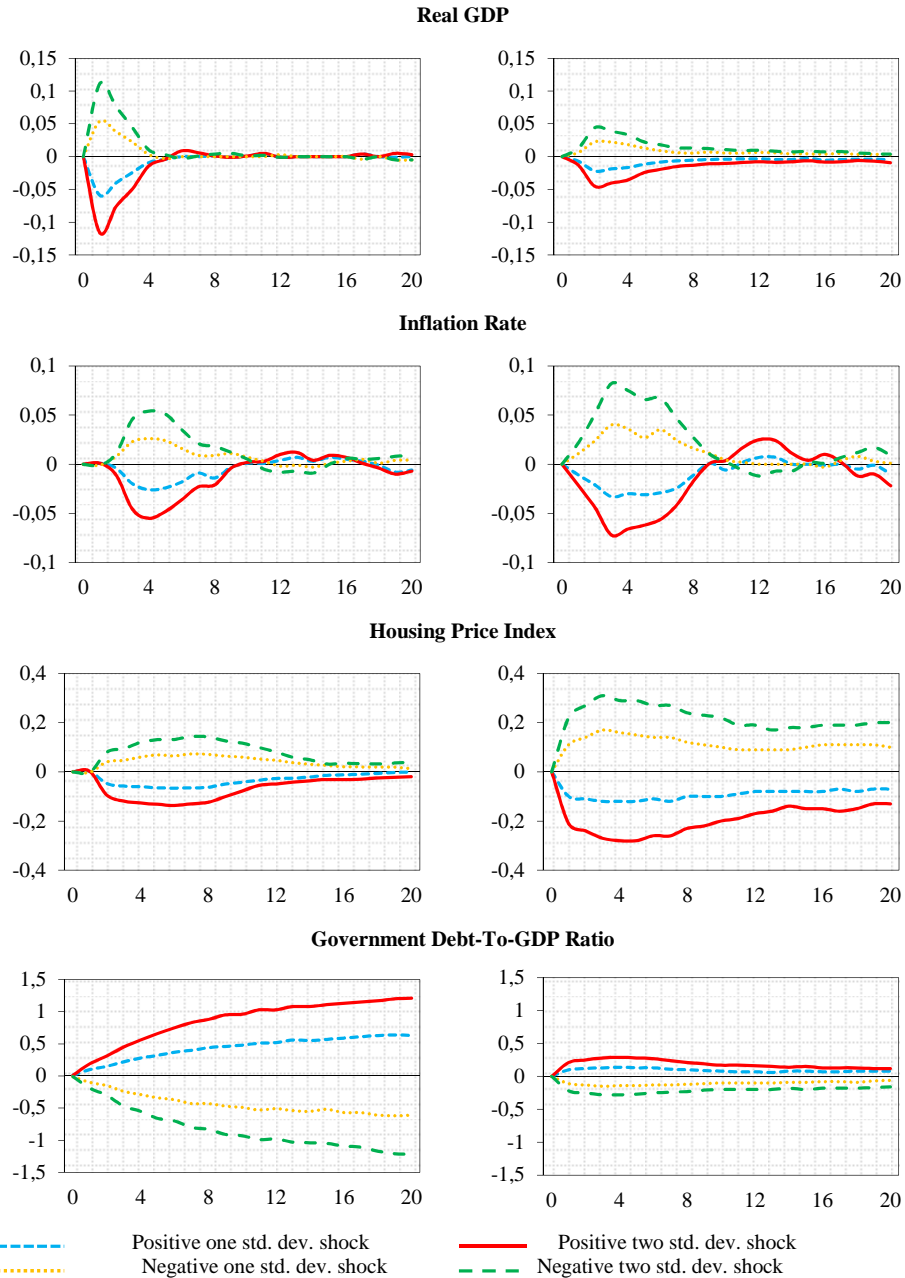 Real GDP
0,15 0,15
0,1 0,1
0,05 0,05
0 0
-0,05 -0,05
-0,1 -0,1
-0,15 -0,15
0 4 8 12 16 20 0 4 8 12 16 20
Inflation Rate
0,1 0,1
0,05 0,05
0 0
-0,05 -0,05
-0,1 -0,1
0 4 8 12 16 20 0 4 8 12 16 20
Housing Price Index
0,4 0,4
0,2 0,2
0 0
-0,2 -0,2
-0,4 -0,4
0 4 8 12 16 20 0 4 8 12 16 20
Government Debt-To-GDP Ratio
1,5 1,5
1 1
0,5 0,5
0 0
-0,5 -0,5
-1 -1
-1,5 -1,5
0 4 8 12 16 20 0 4 8 12 16 20
Positive one std. dev. shock Positive two std. dev. shock
Negative one std. dev. shock Negative two std. dev. shock